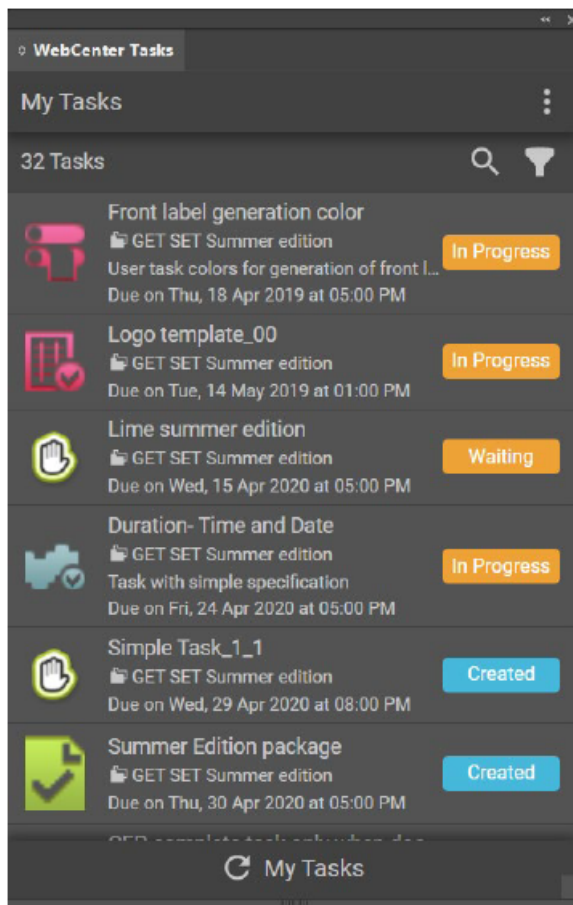 WebCenter Tasks
My Tasks
32 Tasks
Front label generation color
GET SET Summer edition
User task colors for generation of front l...
Due on Thu, 18 Apr 2019 at 05:00 PM
In Progress
Logo template_00
GET SET Summer edition
Due on Tue, 14 May 2019 at 01:00 PM
In Progress
Lime summer edition
GET SET Summer edition
Due on Wed, 15 Apr 2020 at 05:00 PM
Waiting
Duration- Time and Date
GET SET Summer edition
Task with simple specification
Due on Fri, 24 Apr 2020 at 05:00 PM
In Progress
Simple Task_1_1
GET SET Summer edition
Due on Wed, 29 Apr 2020 at 08:00 PM
Created
Summer Edition package
GET SET Summer edition
Due on Thu, 30 Apr 2020 at 05:00 PM
Created
My Tasks